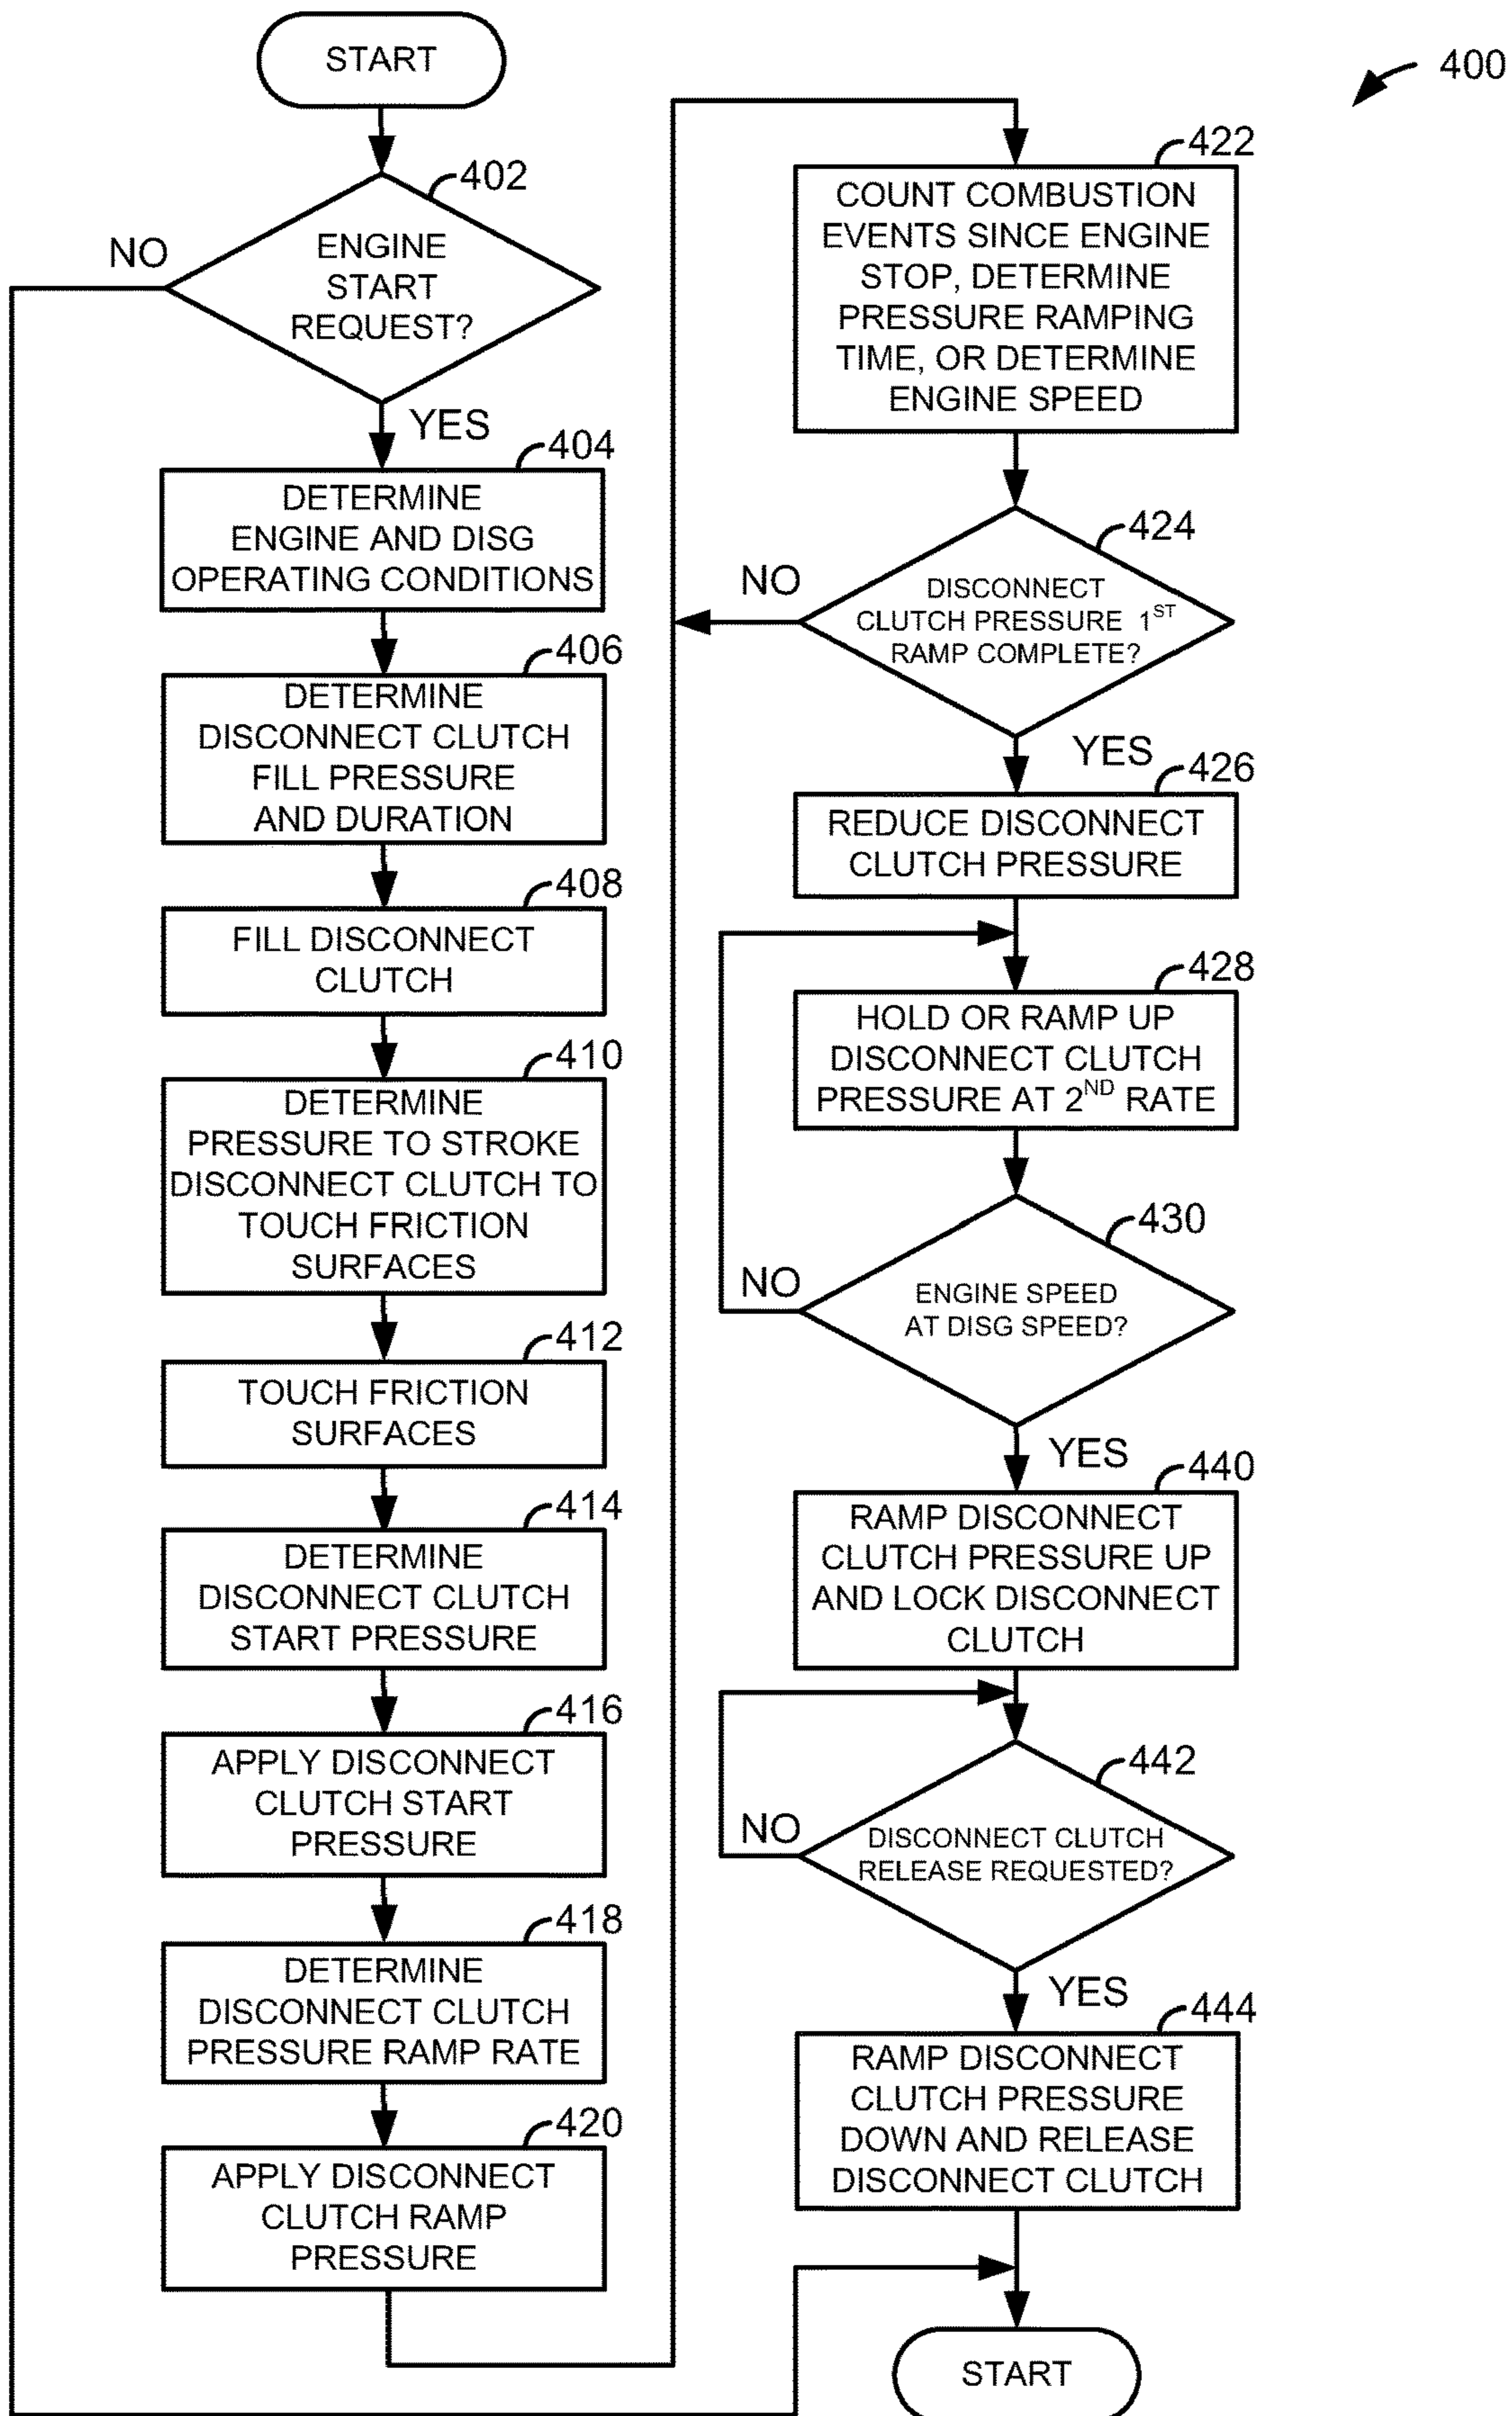 START
400
402
NO
ENGINE
START
REQUEST?
YES
404
DETERMINE
ENGINE AND DISG
OPERATING CONDITIONS
406
DETERMINE
DISCONNECT CLUTCH
FILL PRESSURE
AND DURATION
408
FILL DISCONNECT
CLUTCH
410
DETERMINE
PRESSURE TO STROKE
DISCONNECT CLUTCH TO
TOUCH FRICTION
SURFACES
412
TOUCH FRICTION
SURFACES
414
DETERMINE
DISCONNECT CLUTCH
START PRESSURE
416
APPLY DISCONNECT
CLUTCH START
PRESSURE
418
DETERMINE
DISCONNECT CLUTCH
PRESSURE RAMP RATE
420
APPLY DISCONNECT
CLUTCH RAMP
PRESSURE
422
COUNT COMBUSTION
EVENTS SINCE ENGINE
STOP, DETERMINE
PRESSURE RAMPING
TIME, OR DETERMINE
ENGINE SPEED
424
NO
DISCONNECT
CLUTCH PRESSURE 1ST
RAMP COMPLETE?
YES
426
REDUCE DISCONNECT
CLUTCH PRESSURE
428
HOLD OR RAMP UP
DISCONNECT CLUTCH
PRESSURE AT 2ND RATE
430
NO
ENGINE SPEED
AT DISG SPEED?
YES
440
RAMP DISCONNECT
CLUTCH PRESSURE UP
AND LOCK DISCONNECT
CLUTCH
442
NO
DISCONNECT CLUTCH
RELEASE REQUESTED?
YES
444
RAMP DISCONNECT
CLUTCH PRESSURE
DOWN AND RELEASE
DISCONNECT CLUTCH
START